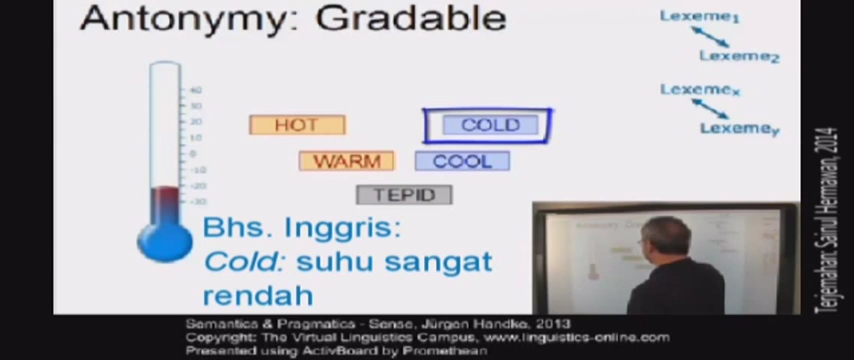 Antonymy: Gradable
Lexeme1
Lexeme2
Lexemex
Lexemey
40
30
20
10
0
-10
-20
-30
HOT
COLD
WARM
COOL
TEPID
Bhs. Inggris:
Cold: suhu sangat
rendah
Terjemahan: Sainul Hermawan, 2014
Semantics & Pragmatics - Sense, Jürgen Handke, 2013
Copyright: The Virtual Linguistics Campus, www.linguistics-online.com
Presented using ActivBoard by Promethean